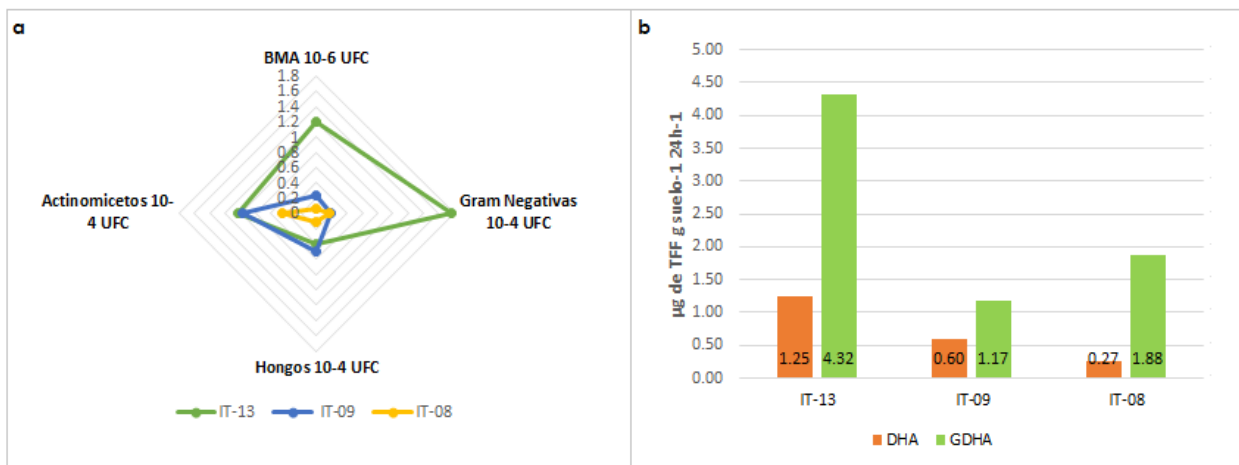 a
BMA 10-6 UFC
1.8
1.6
1.4
1.2
1
0.8
0.6
0.4
0.2
0
Actinomicetos 10-
4 UFC
Gram Negativas
10-4 UFC
Hongos 10-4 UFC
IT-13 IT-09 IT-08
b
µg de TFF g suelo-1 24h-1
5.00
4.50
4.00
3.50
3.00
2.50
2.00
1.50
1.00
0.50
0.00
1.25 4.32 0.60 1.17 0.27 1.88
IT-13 IT-09 IT-08
DHA GDHA